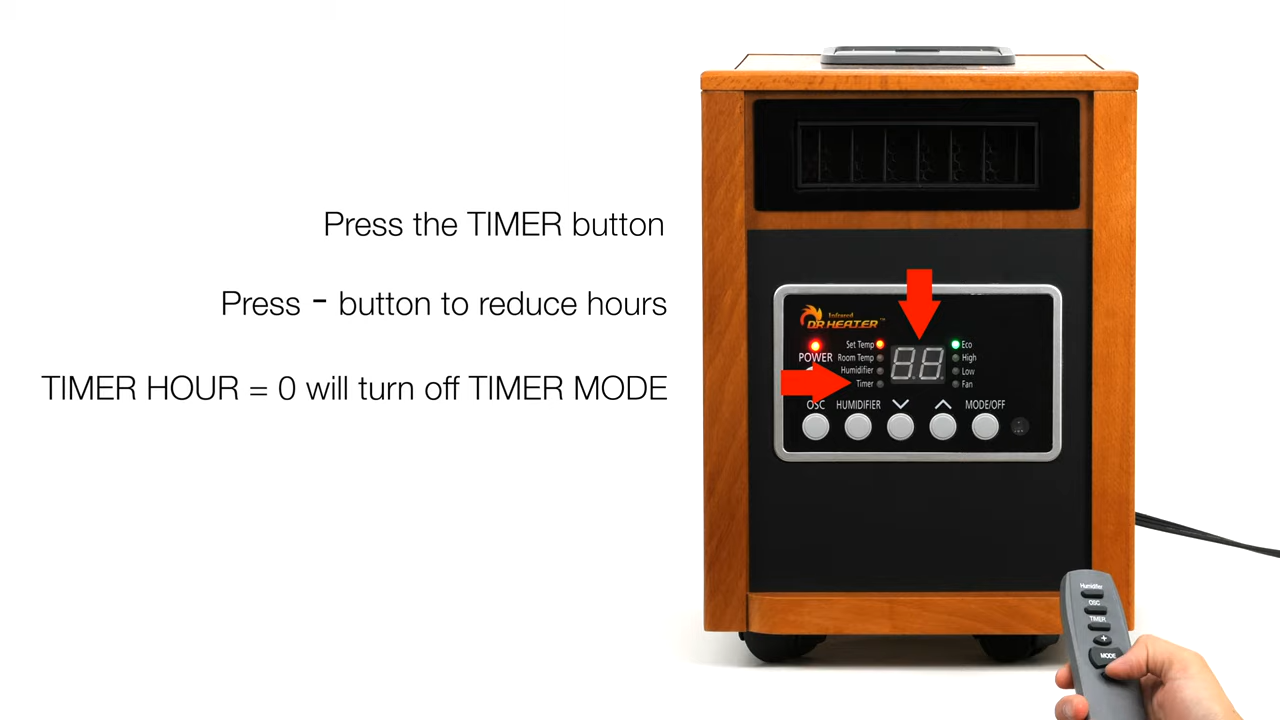 Press the TIMER button
Press - button to reduce hours
TIMER HOUR = 0 will turn off TIMER MODE
Infrared
DR HEATER™
POWER
Set Temp
Room Temp
Humidifier
Timer
Eco
High
Low
Fan
OSC HUMIDIFIER MODE/OFF
Humidifier
OSC
TIMER
+
MODE